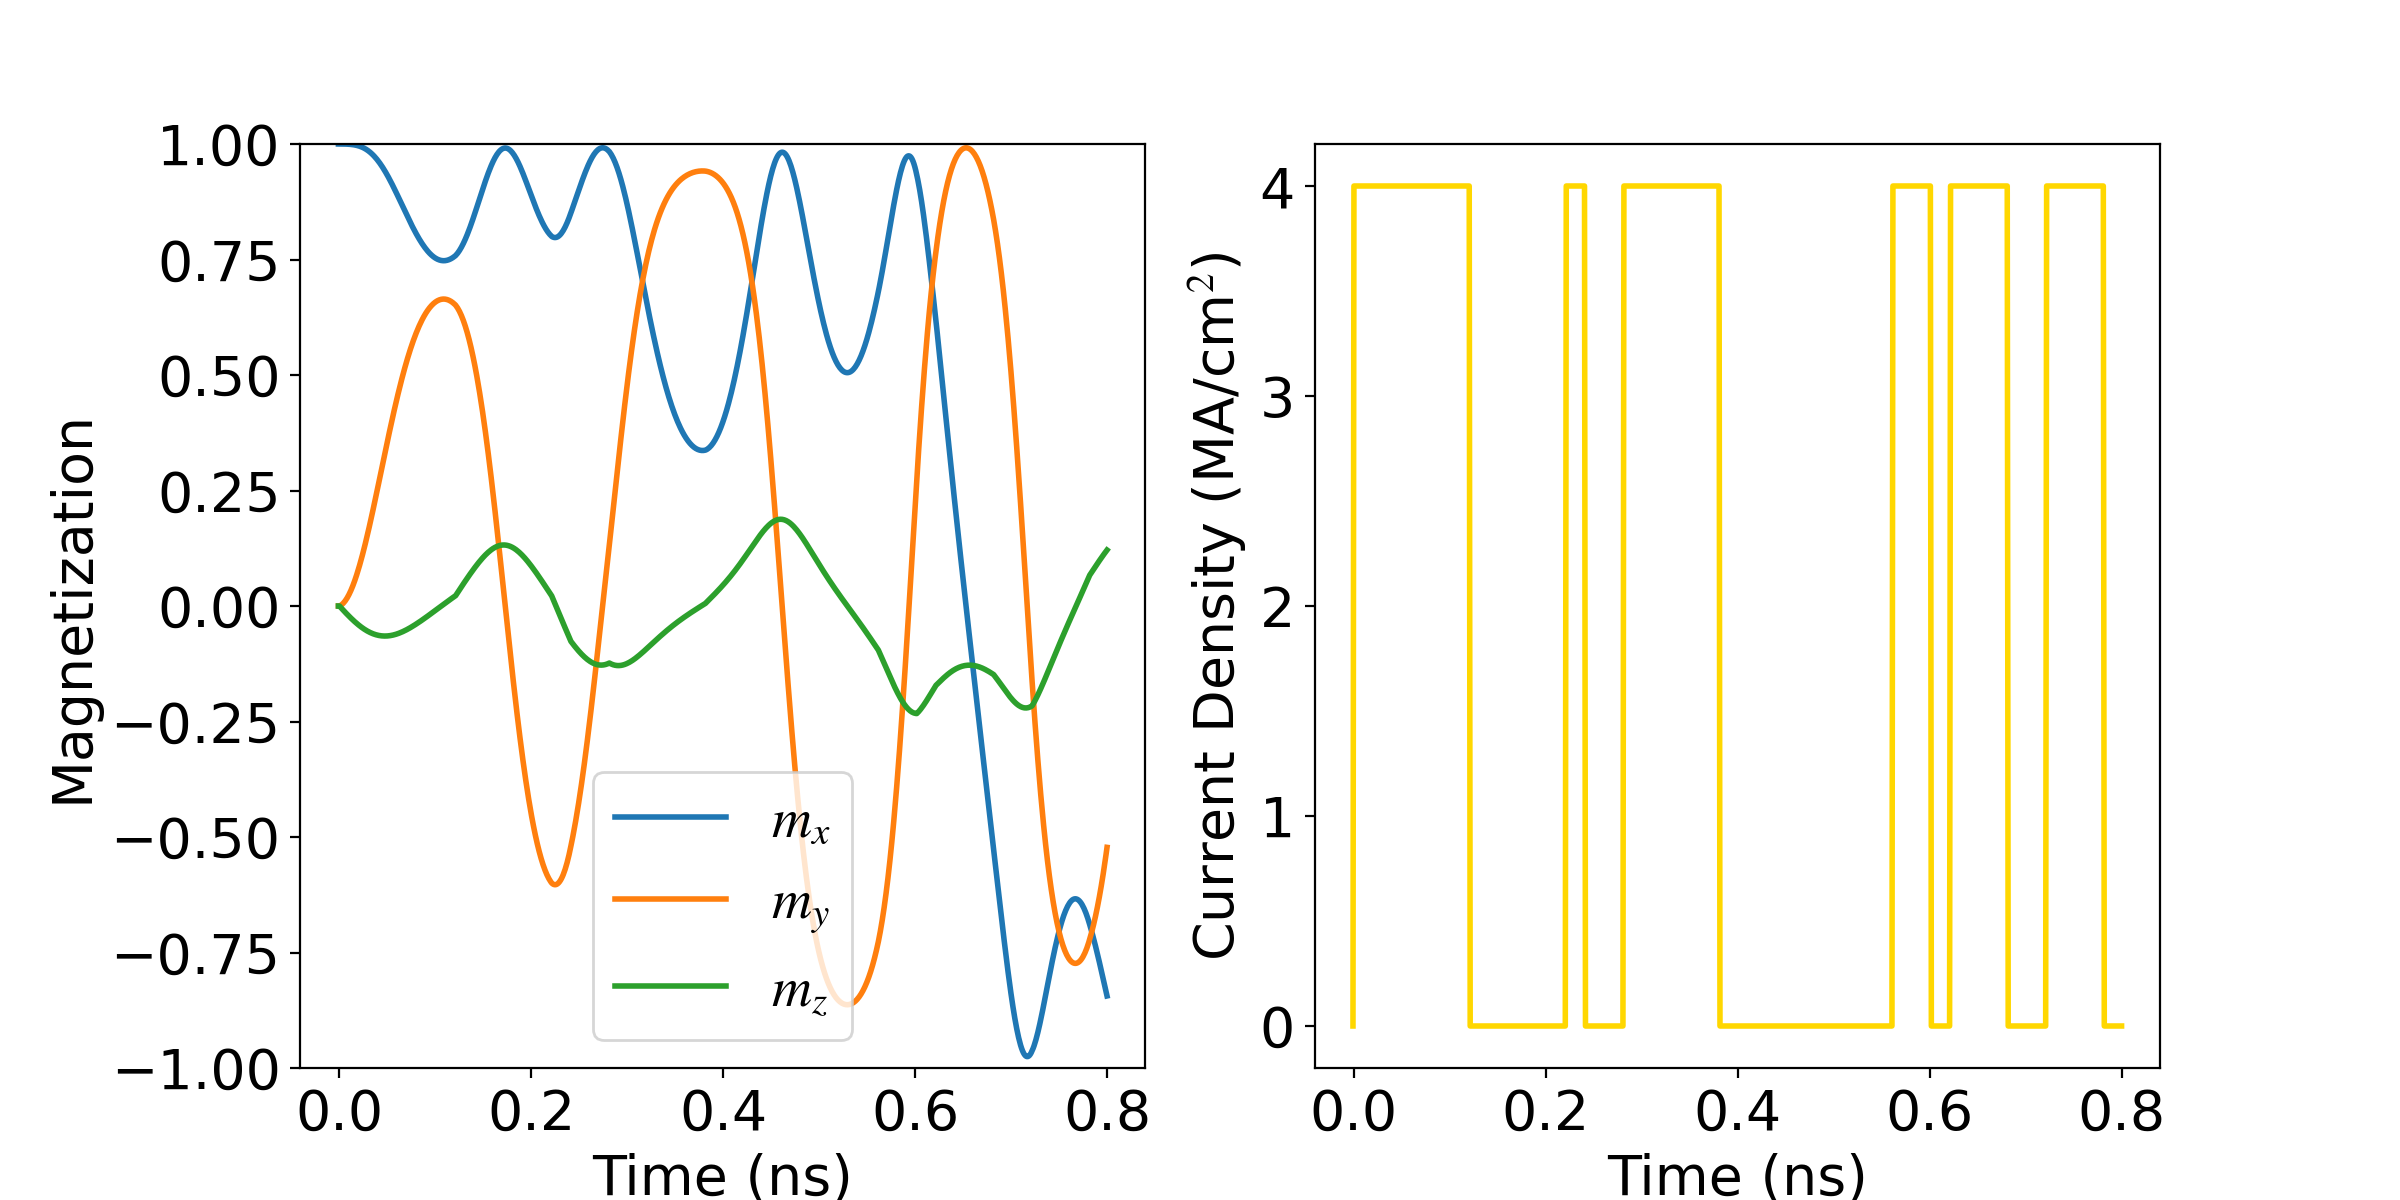 Magnetization
1.00
0.75
0.50
0.25
0.00
−0.25
−0.50
−0.75
−1.00
0.0 0.2 0.4 0.6 0.8
Time (ns)
m_x
m_y
m_z
Current Density (MA/cm²)
4
3
2
1
0
0.0 0.2 0.4 0.6 0.8
Time (ns)